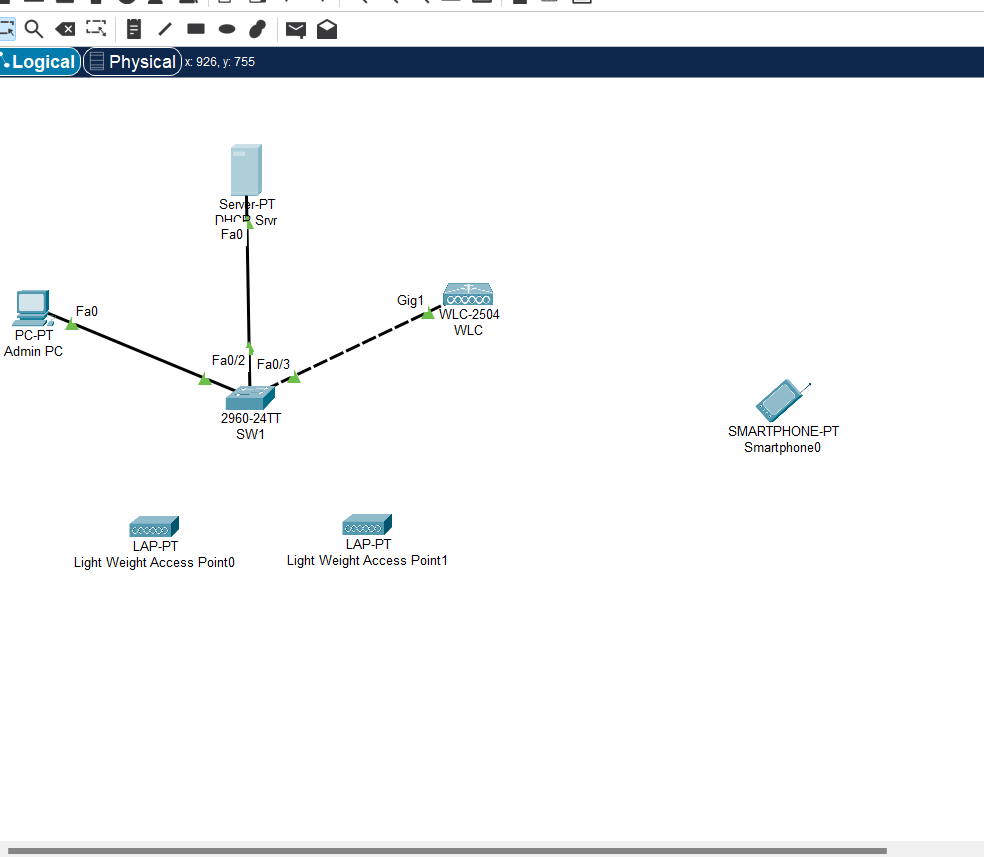 Logical
Physical
x: 926, y: 755
Server-PT
DHCP Srvr
Fa0
Fa0
PC-PT
Admin PC
Gig1
WLC-2504
WLC
Fa0/2
Fa0/3
2960-24TT
SW1
SMARTPHONE-PT
Smartphone0
LAP-PT
Light Weight Access Point0
LAP-PT
Light Weight Access Point1